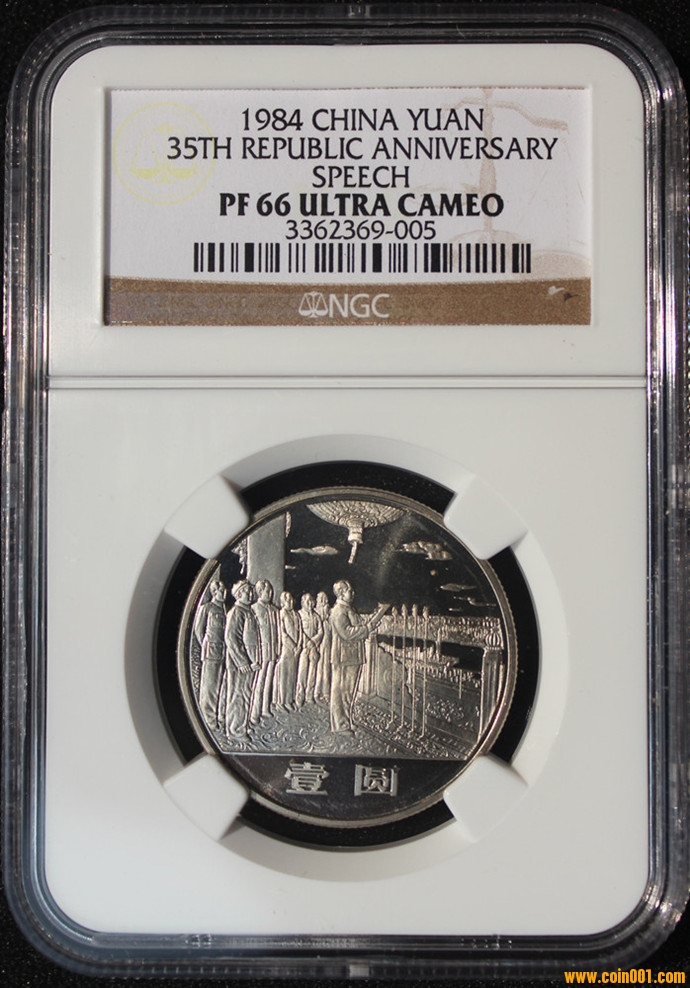 1984 CHINA YUAN
35TH REPUBLIC ANNIVERSARY
SPEECH
PF 66 ULTRA CAMEO
3362369-005
NGC
壹圆
www.coin001.com